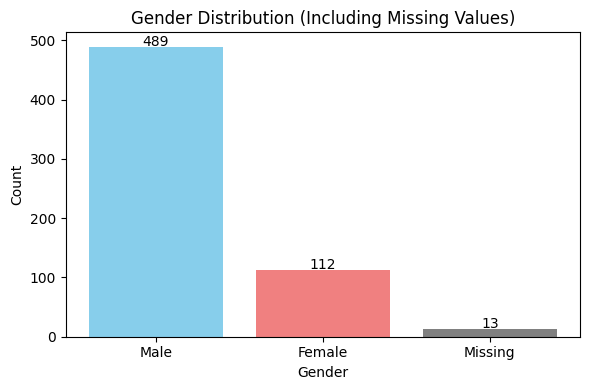 Gender Distribution (Including Missing Values)
500
400
300
200
100
0
Count
489
112
13
Male
Female
Missing
Gender